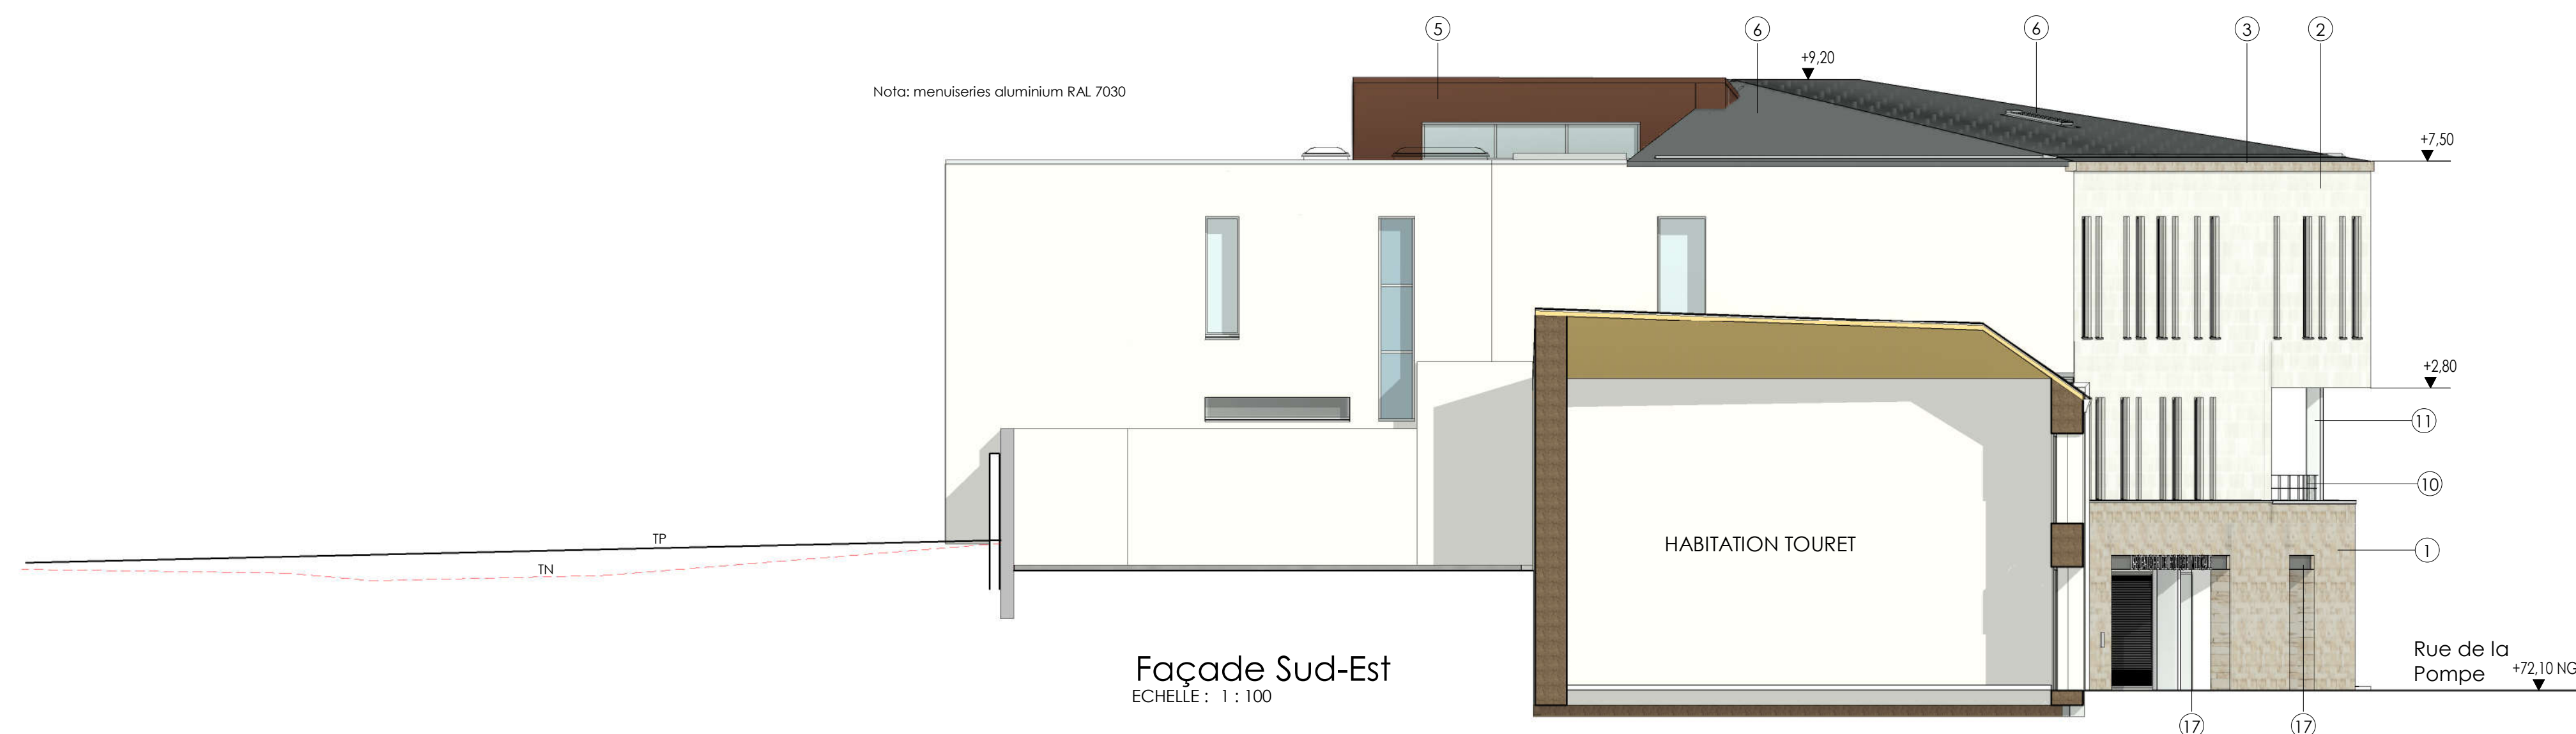 5
6
6
3
2
+9,20
Nota: menuiseries aluminium RAL 7030
+7,50
+2,80
11
10
TP
TN
HABITATION TOURET
1
Façade Sud-Est
ECHELLE : 1 : 100
Rue de la
Pompe +72,10 NG
17
17